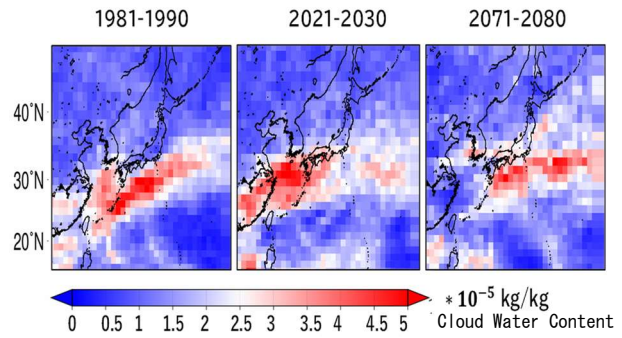 1981-1990 2021-2030 2071-2080
40°N
30°N
20°N
0 0.5 1 1.5 2 2.5 3 3.5 4 4.5 5
* 10⁻⁵ kg/kg
Cloud Water Content